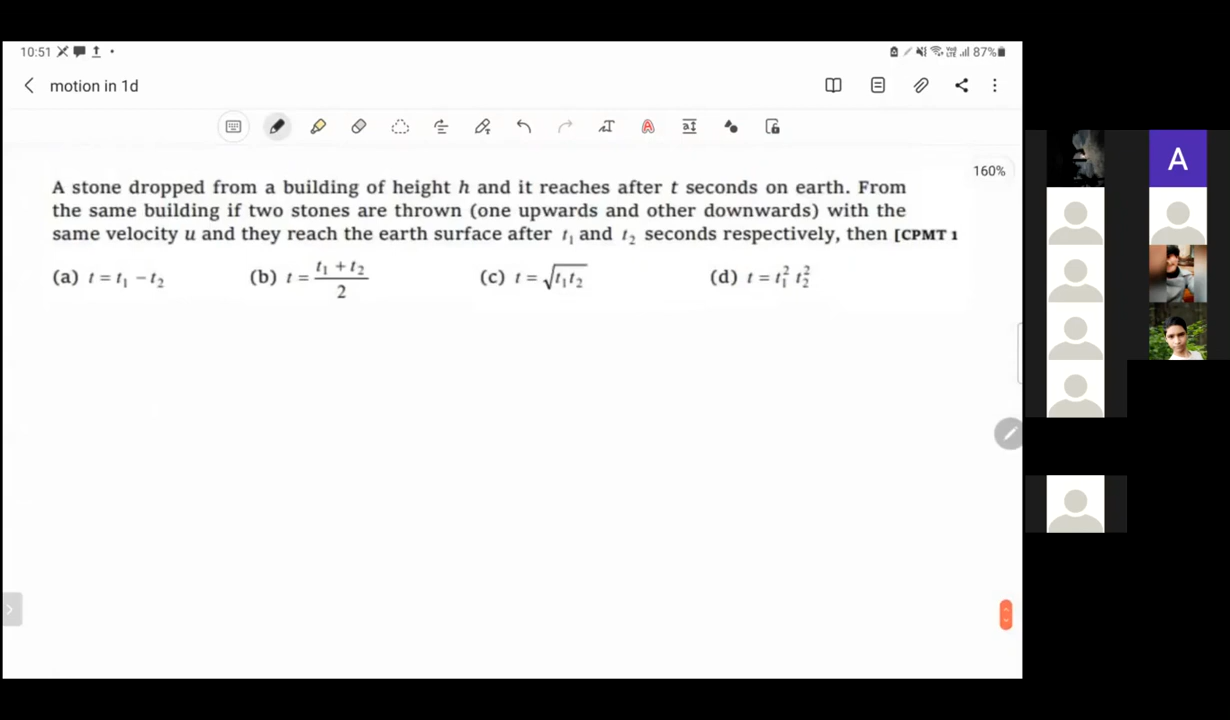 10:51
87%
motion in 1d
160%
A stone dropped from a building of height h and it reaches after t seconds on earth. From
the same building if two stones are thrown (one upwards and other downwards) with the
same velocity u and they reach the earth surface after t₁ and t₂ seconds respectively, then [CPMT 1
(a) t = t₁ − t₂ (b) t = (t₁ + t₂)/2 (c) t = √t₁t₂ (d) t = t₁² t₂²
A